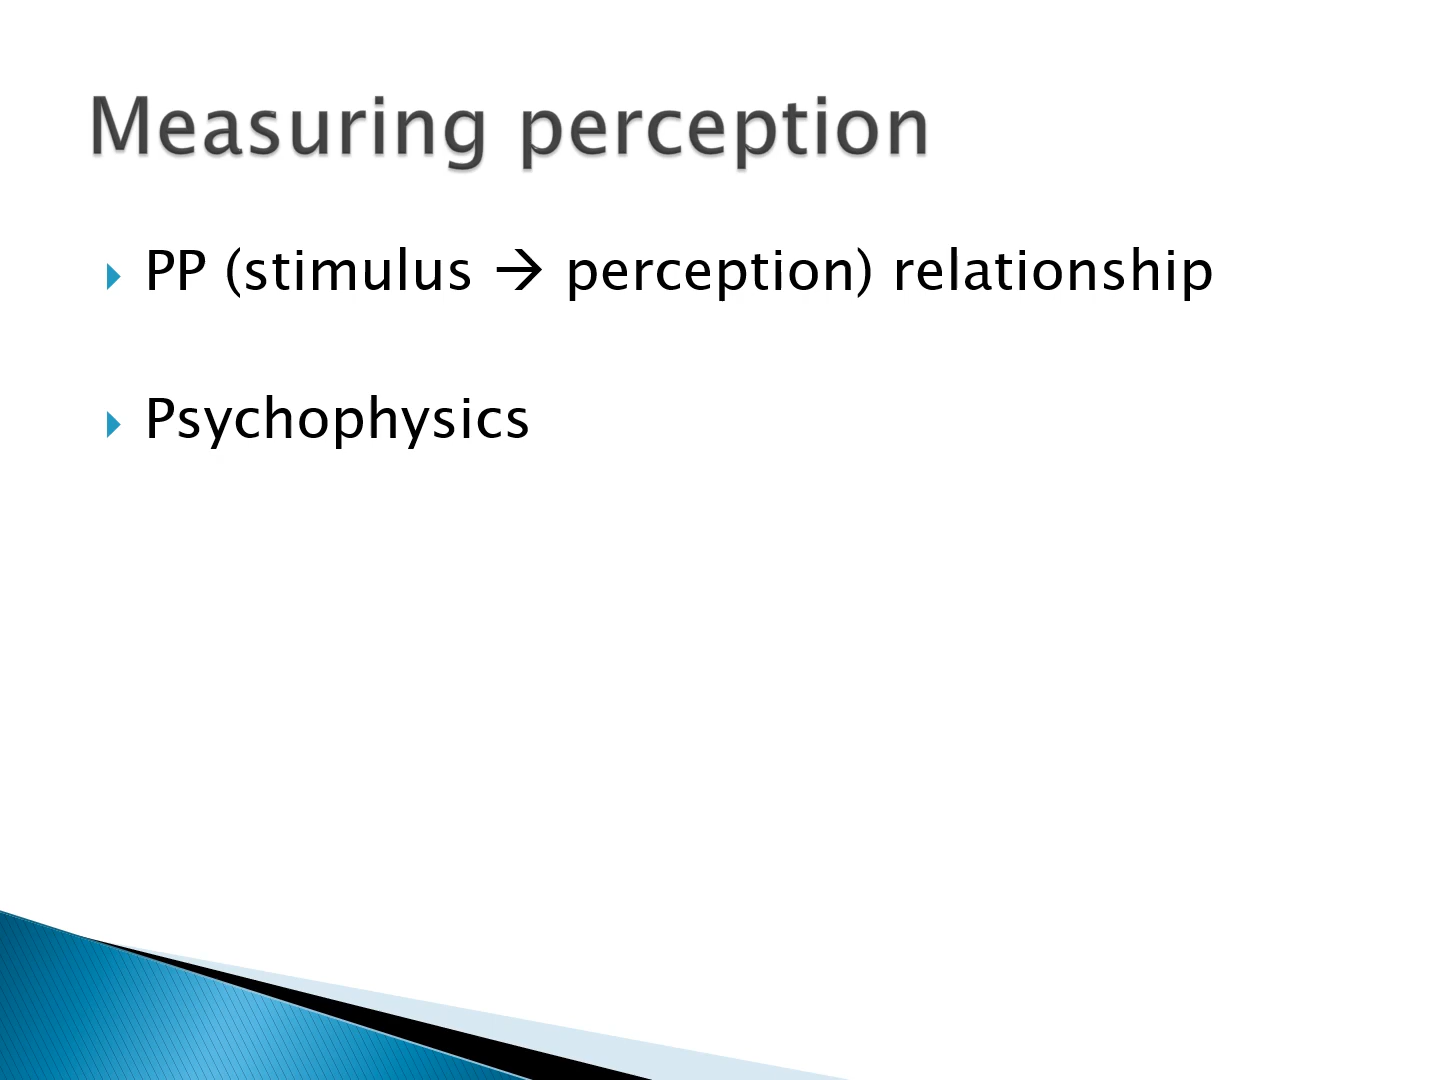 Measuring perception
PP (stimulus → perception) relationship
Psychophysics